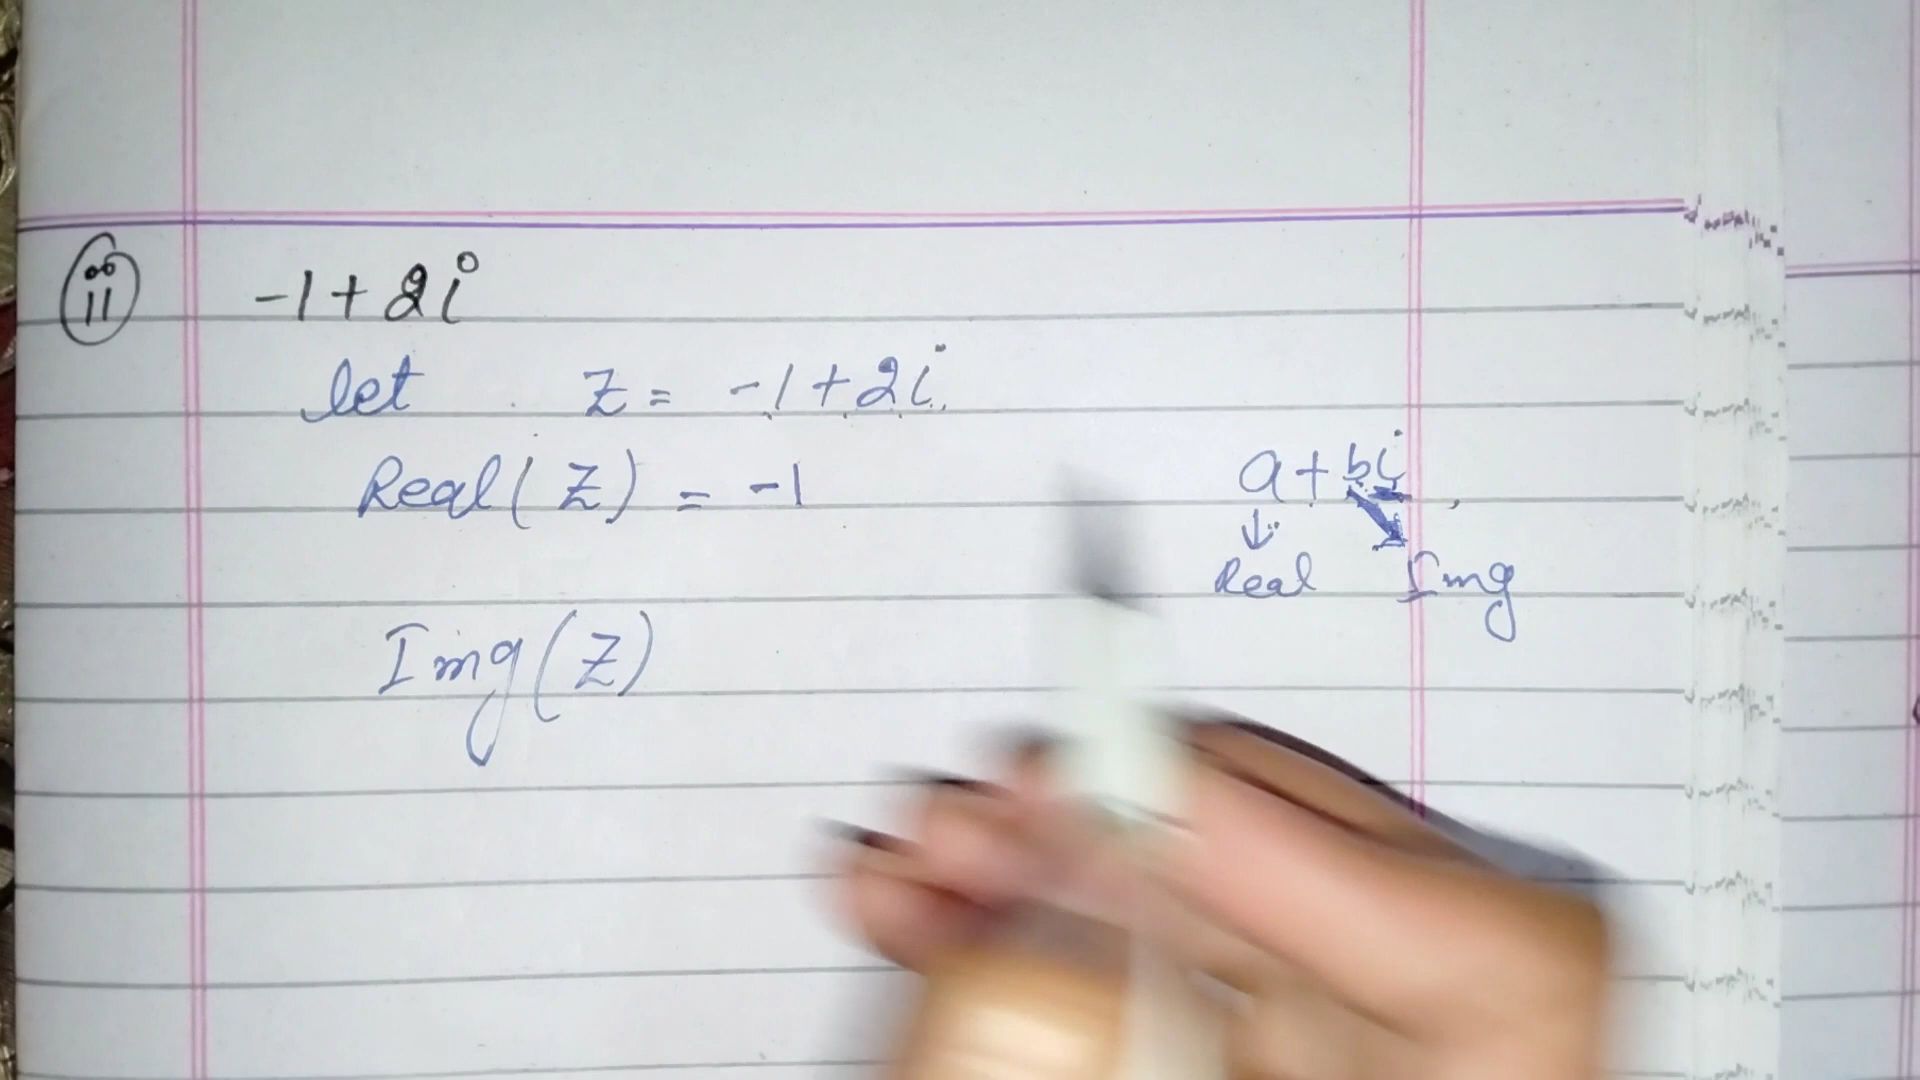 ii -1+2i
let z = -1+2i
Real(z) = -1
a+bi
↓
Real Img
Img(z)